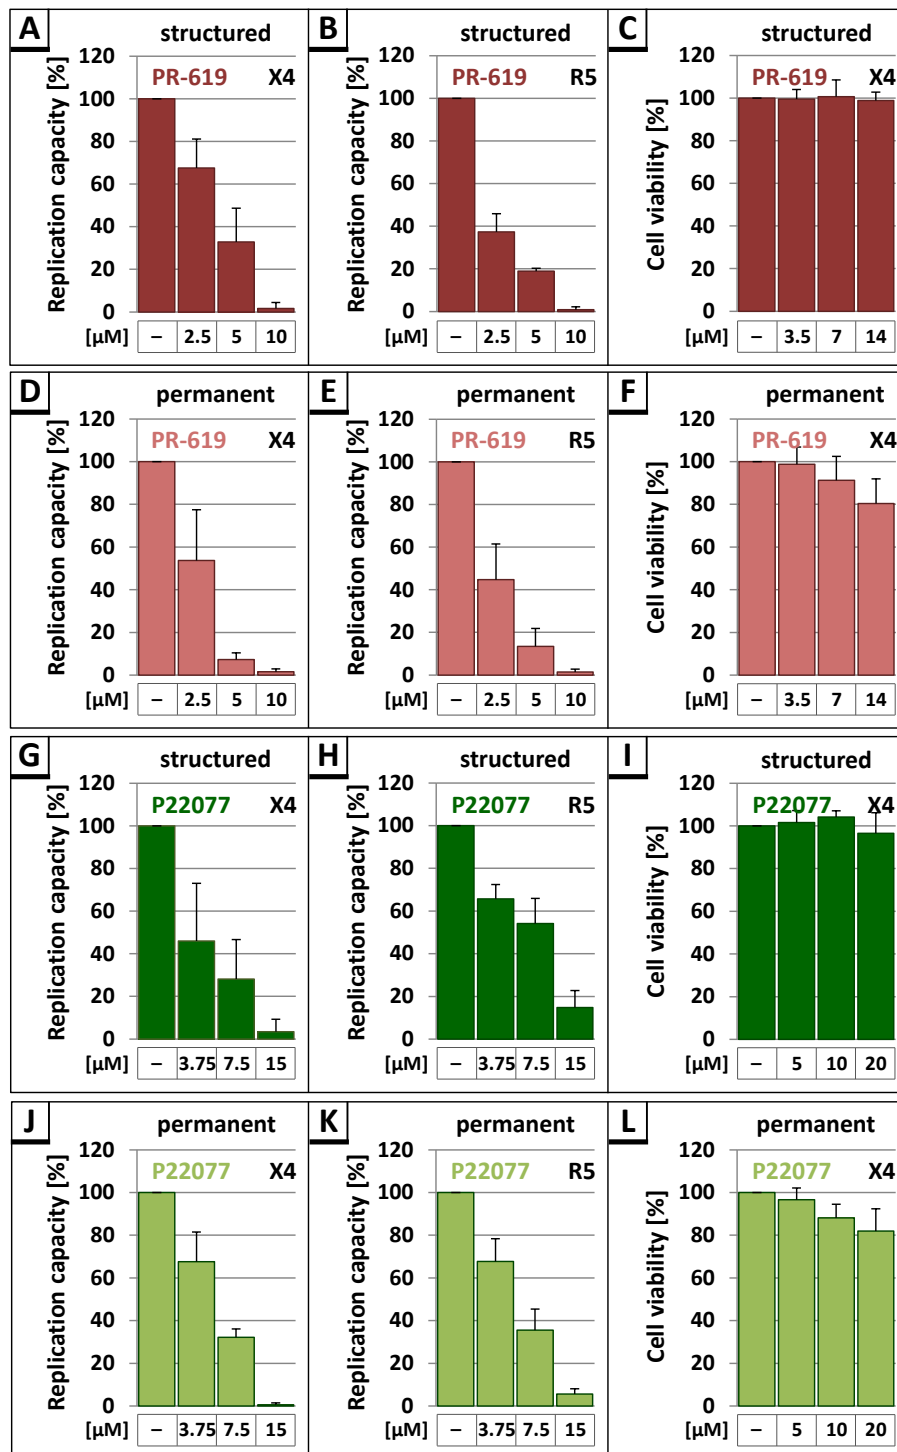 A
structured
Replication capacity [%]
PR-619 X4
120
100
80
60
40
20
0
[µM] – 2.5 5 10
B
structured
Replication capacity [%]
PR-619 R5
120
100
80
60
40
20
0
– 2.5 5 10
C
structured
Cell viability [%]
PR-619 X4
120
100
80
60
40
20
0
– 3.5 7 14
D
permanent
Replication capacity [%]
PR-619 X4
120
100
80
60
40
20
0
[µM] – 2.5 5 10
E
permanent
Replication capacity [%]
PR-619 R5
120
100
80
60
40
20
0
– 2.5 5 10
F
permanent
Cell viability [%]
PR-619 X4
120
100
80
60
40
20
0
– 3.5 7 14
G
structured
Replication capacity [%]
P22077 X4
120
100
80
60
40
20
0
[µM] – 3.75 7.5 15
H
structured
Replication capacity [%]
P22077 R5
120
100
80
60
40
20
0
– 3.75 7.5 15
I
structured
Cell viability [%]
P22077 X4
120
100
80
60
40
20
0
– 5 10 20
J
permanent
Replication capacity [%]
P22077 X4
120
100
80
60
40
20
0
[µM] – 3.75 7.5 15
K
permanent
Replication capacity [%]
P22077 R5
120
100
80
60
40
20
0
– 3.75 7.5 15
L
permanent
Cell viability [%]
P22077 X4
120
100
80
60
40
20
0
– 5 10 20